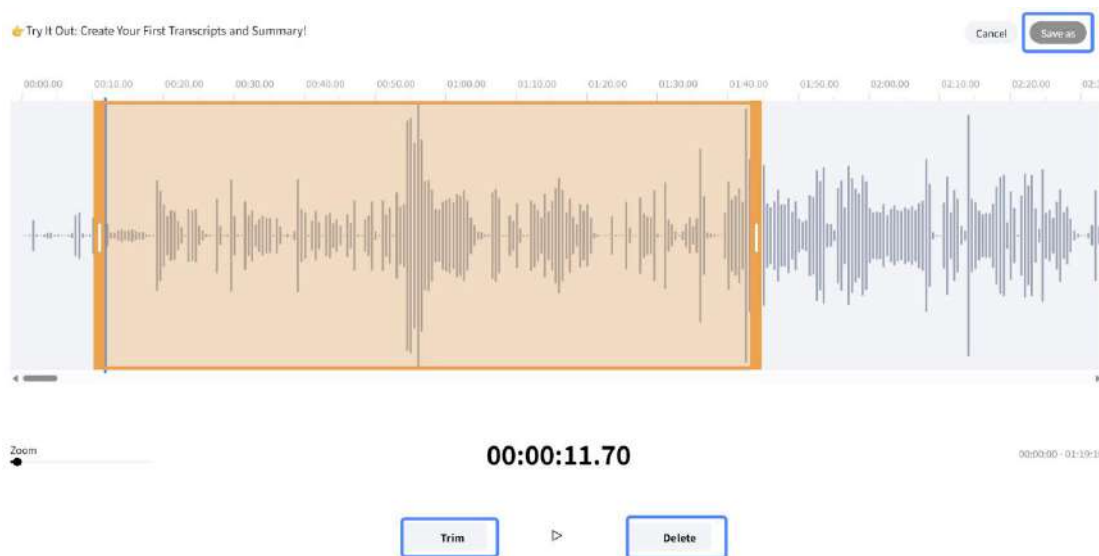 👉Try It Out: Create Your First Transcripts and Summary!
Cancel
Save as
00:00.00 00:10.00 00:20.00 00:30.00 00:40.00 00:50.00 01:00.00 01:10.00 01:20.00 01:30.00 01:40.00 01:50.00 02:00.00 02:10.00 02:20.00
Zoom
00:00:11.70
00:00:00 -
Trim
Delete